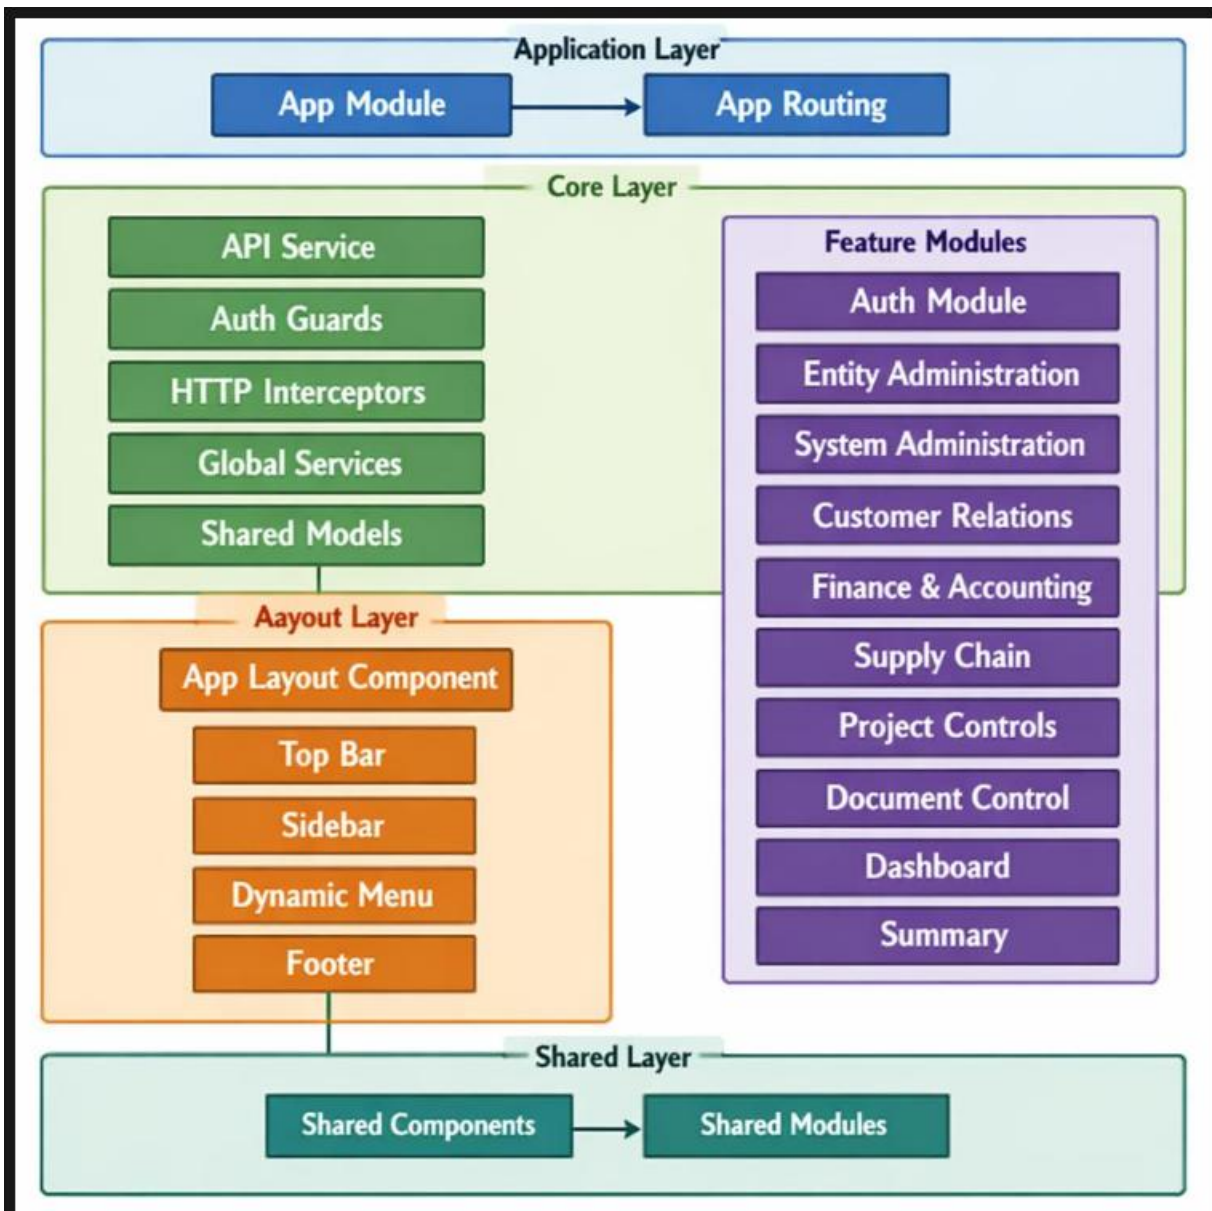 Application Layer
App Module
App Routing
Core Layer
API Service
Auth Guards
HTTP Interceptors
Global Services
Shared Models
Feature Modules
Auth Module
Entity Administration
System Administration
Customer Relations
Finance & Accounting
Supply Chain
Project Controls
Document Control
Dashboard
Summary
Aayout Layer
App Layout Component
Top Bar
Sidebar
Dynamic Menu
Footer
Shared Layer
Shared Components
Shared Modules